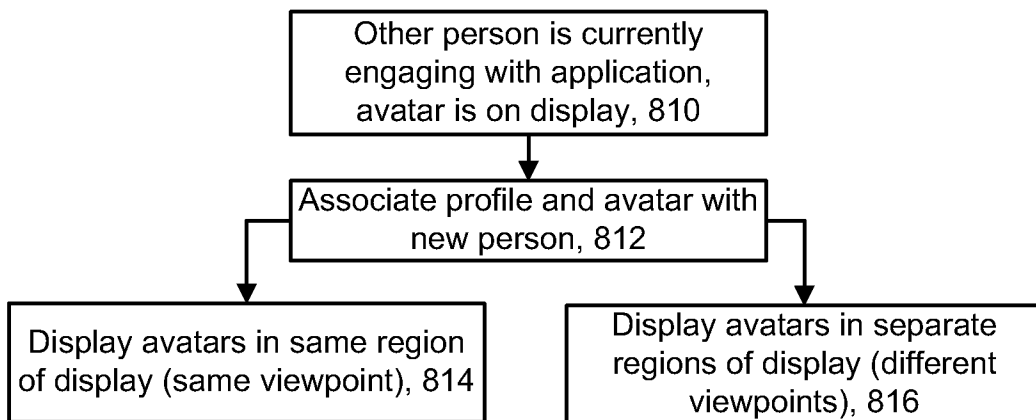 Other person is currently
engaging with application,
avatar is on display, 810
Associate profile and avatar with
new person, 812
Display avatars in same region
of display (same viewpoint), 814
Display avatars in separate
regions of display (different
viewpoints), 816